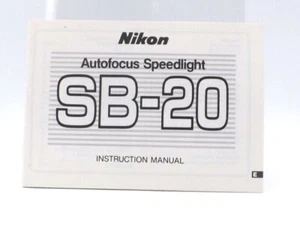 Nikon
Autofocus Speedlight
SB-20
INSTRUCTION MANUAL
E